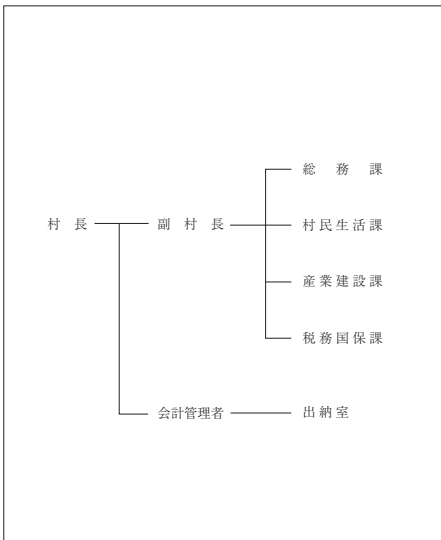 総務課
村長 副村長 村民生活課
産業建設課
税務国保課
会計管理者 出納室